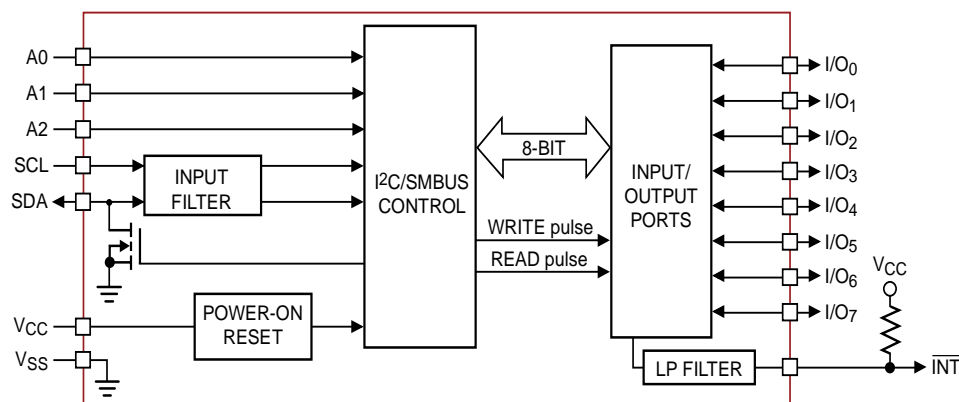 A0
A1
A2
SCL
SDA
VCC
VSS
INPUT
FILTER
POWER-ON
RESET
I²C/SMBUS
CONTROL
8-BIT
WRITE pulse
READ pulse
INPUT/
OUTPUT
PORTS
LP FILTER
I/O0
I/O1
I/O2
I/O3
I/O4
I/O5
I/O6
I/O7
VCC
INT